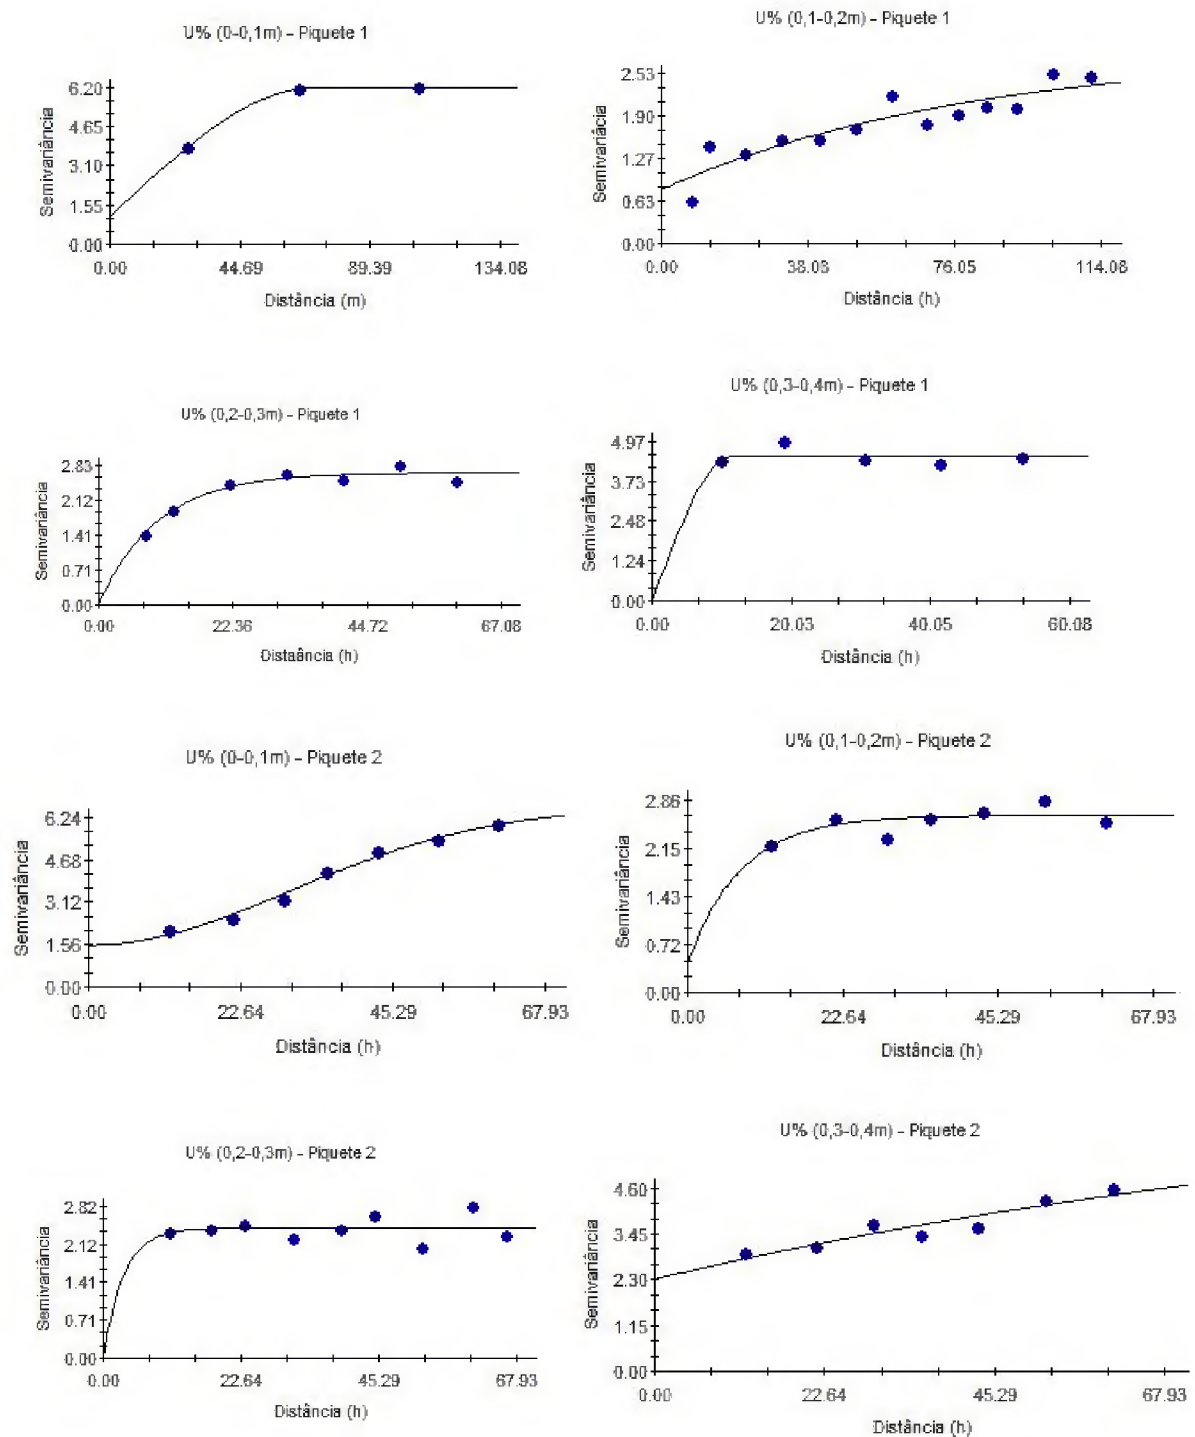 U% (0-0,1m) - Piquete 1
6.20
4.65
3.10
1.55
0.00
Semivariância
0.00 44.69 89.39 134.08
Distância (m)
U% (0,1-0,2m) - Piquete 1
2.53
1.90
1.27
0.63
0.00
Semivariácia
0.00 38.03 76.05 114.08
Distância (h)
U% (0,2-0,3m) - Piquete 1
2.83
2.12
1.41
0.71
0.00
Semivariância
0.00 22.36 44.72 67.08
Distaância (h)
U% (0,3-0,4m) - Piquete 1
4.97
3.73
2.48
1.24
0.00
Semivariância
0.00 20.03 40.05 60.08
Distância (h)
U% (0-0,1m) - Piquete 2
6.24
4.68
3.12
1.56
0.00
Semivariância
0.00 22.64 45.29 67.93
Distância (h)
U% (0,1-0,2m) - Piquete 2
2.86
2.15
1.43
0.72
0.00
Semivariância
0.00 22.64 45.29 67.93
Distância (h)
U% (0,2-0,3m) - Piquete 2
2.82
2.12
1.41
0.71
0.00
Semivariância
0.00 22.64 45.29 67.93
Distância (h)
U% (0,3-0,4m) - Piquete 2
4.60
3.45
2.30
1.15
0.00
Semivariância
0.00 22.64 45.29 67.93
Distância (h)